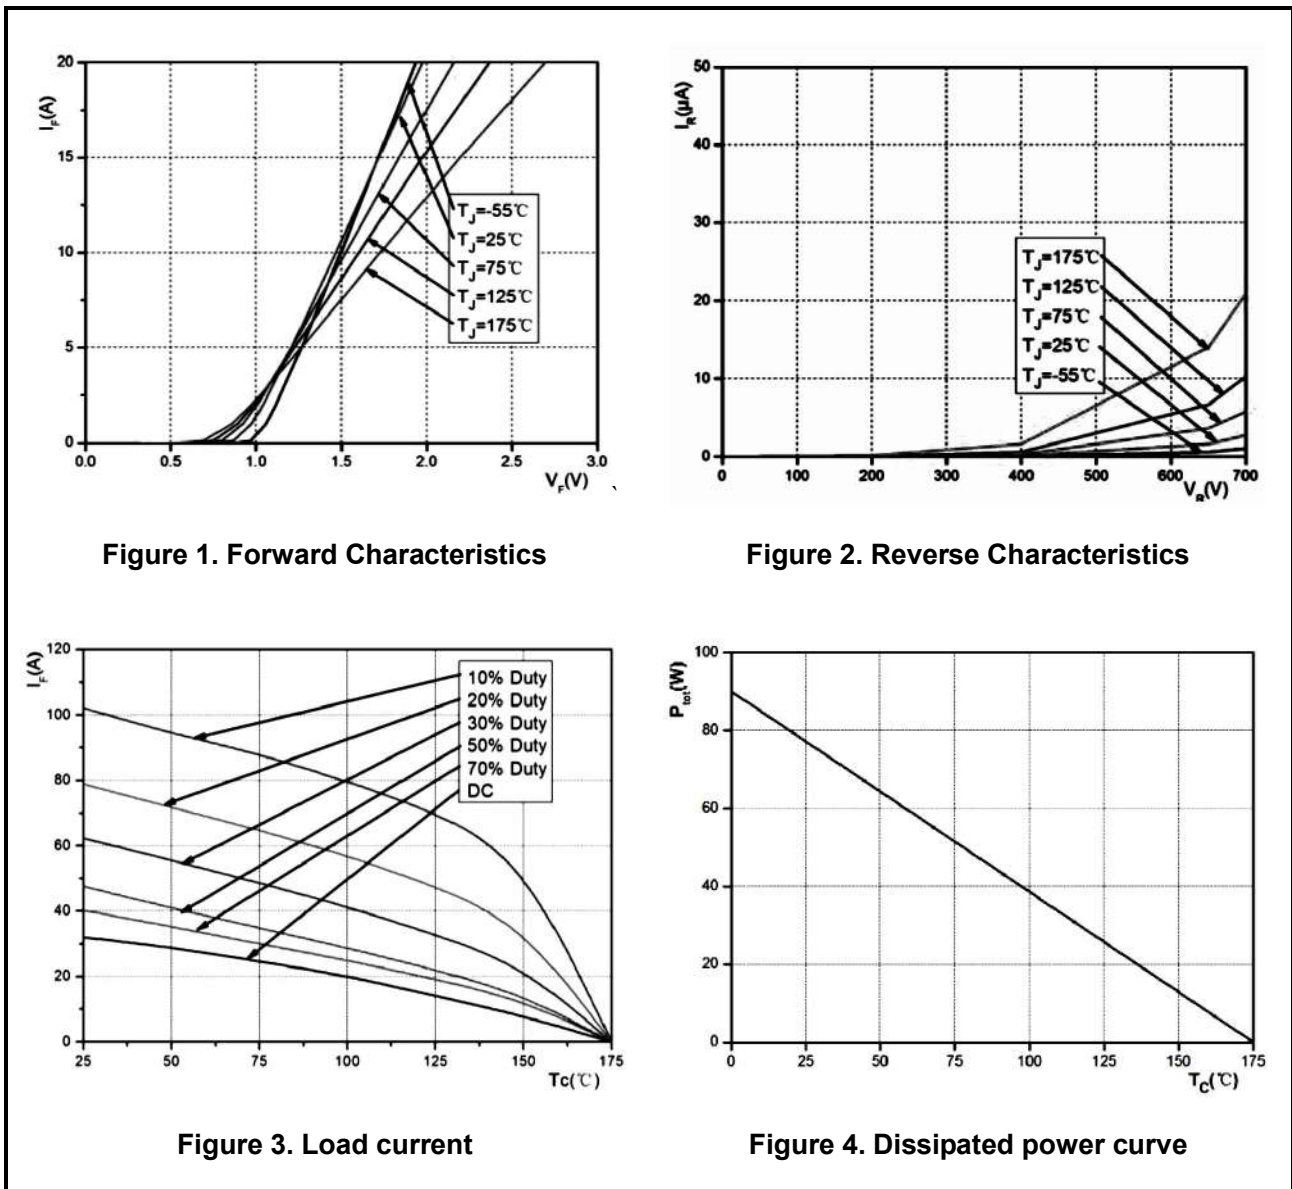 20
15
10
5
0
I_F(A)
0.0 0.5 1.0 1.5 2.0 2.5 3.0
V_F(V)
T_J=-55℃
T_J=25℃
T_J=75℃
T_J=125℃
T_J=175℃
`
Figure 1. Forward Characteristics
50
40
30
20
10
0
I_R(μA)
0 100 200 300 400 500 600 700
V_R(V)
T_J=175℃
T_J=125℃
T_J=75℃
T_J=25℃
T_J=-55℃
Figure 2. Reverse Characteristics
120
100
80
60
40
20
0
I_F(A)
25 50 75 100 125 150 175
Tc(℃)
10% Duty
20% Duty
30% Duty
50% Duty
70% Duty
DC
Figure 3. Load current
100
80
60
40
20
0
P_tot(W)
0 25 50 75 100 125 150 175
T_C(℃)
Figure 4. Dissipated power curve